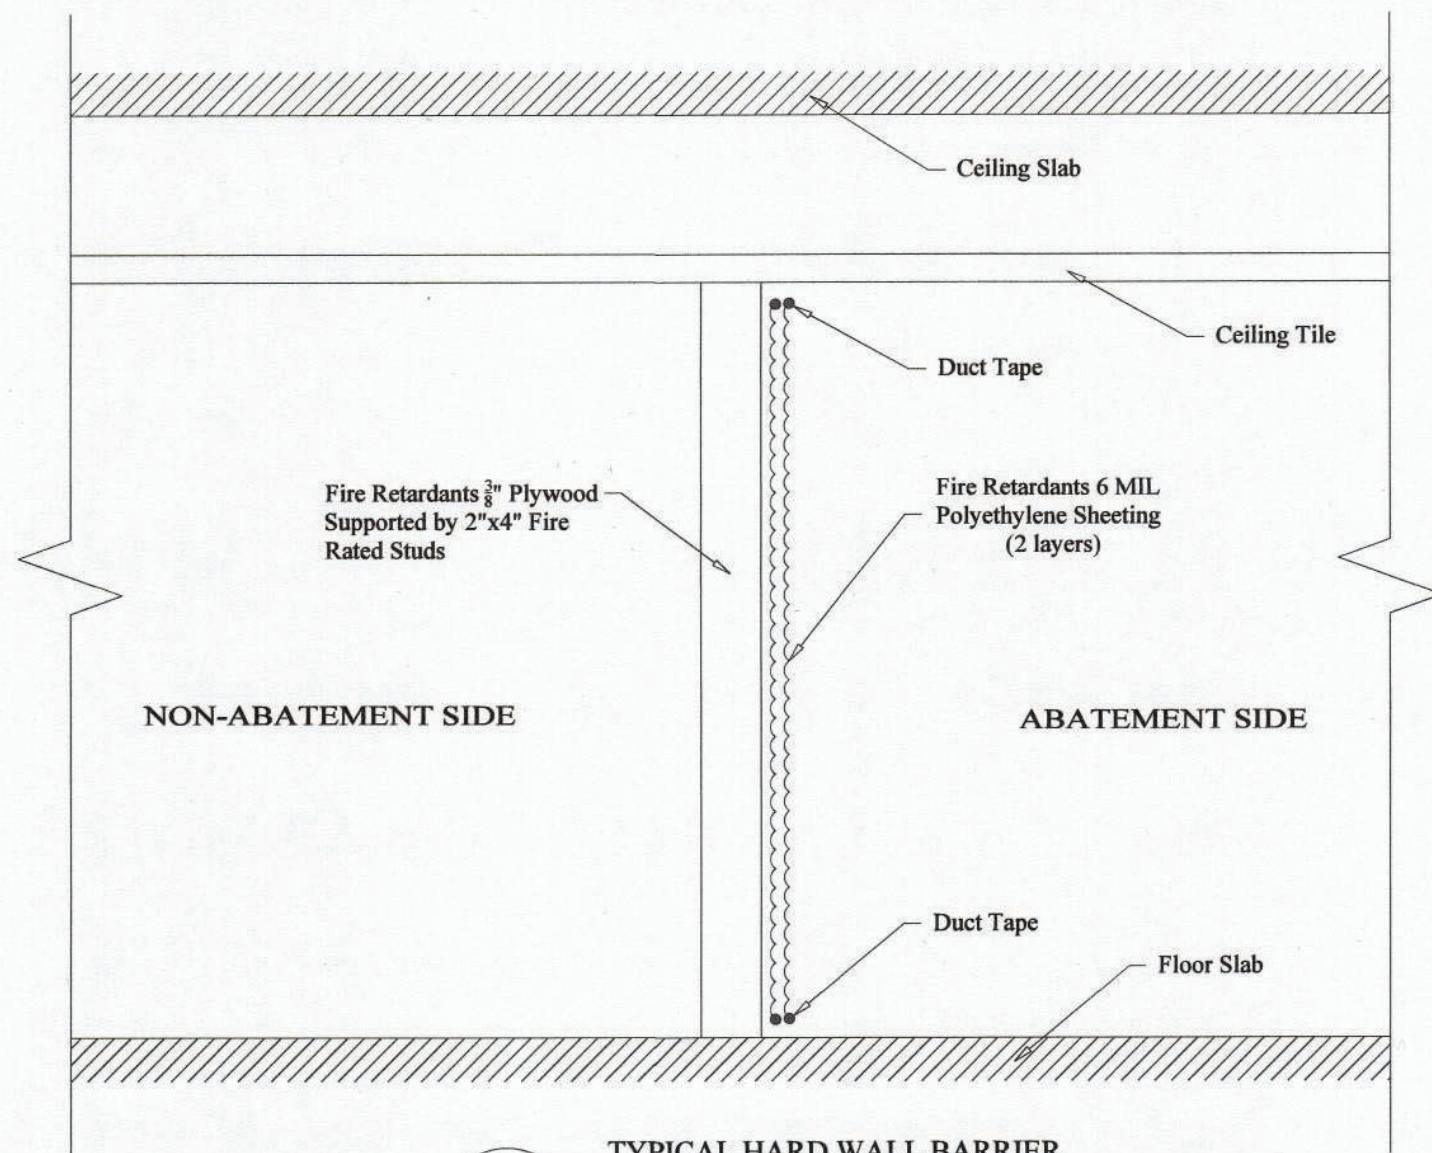 Ceiling Slab
Ceiling Tile
Duct Tape
Fire Retardants 3/8" Plywood
Supported by 2"x4" Fire
Rated Studs
Fire Retardants 6 MIL
Polyethylene Sheeting
(2 layers)
NON-ABATEMENT SIDE
ABATEMENT SIDE
Duct Tape
Floor Slab
TYPICAL HARD WALL BARRIER